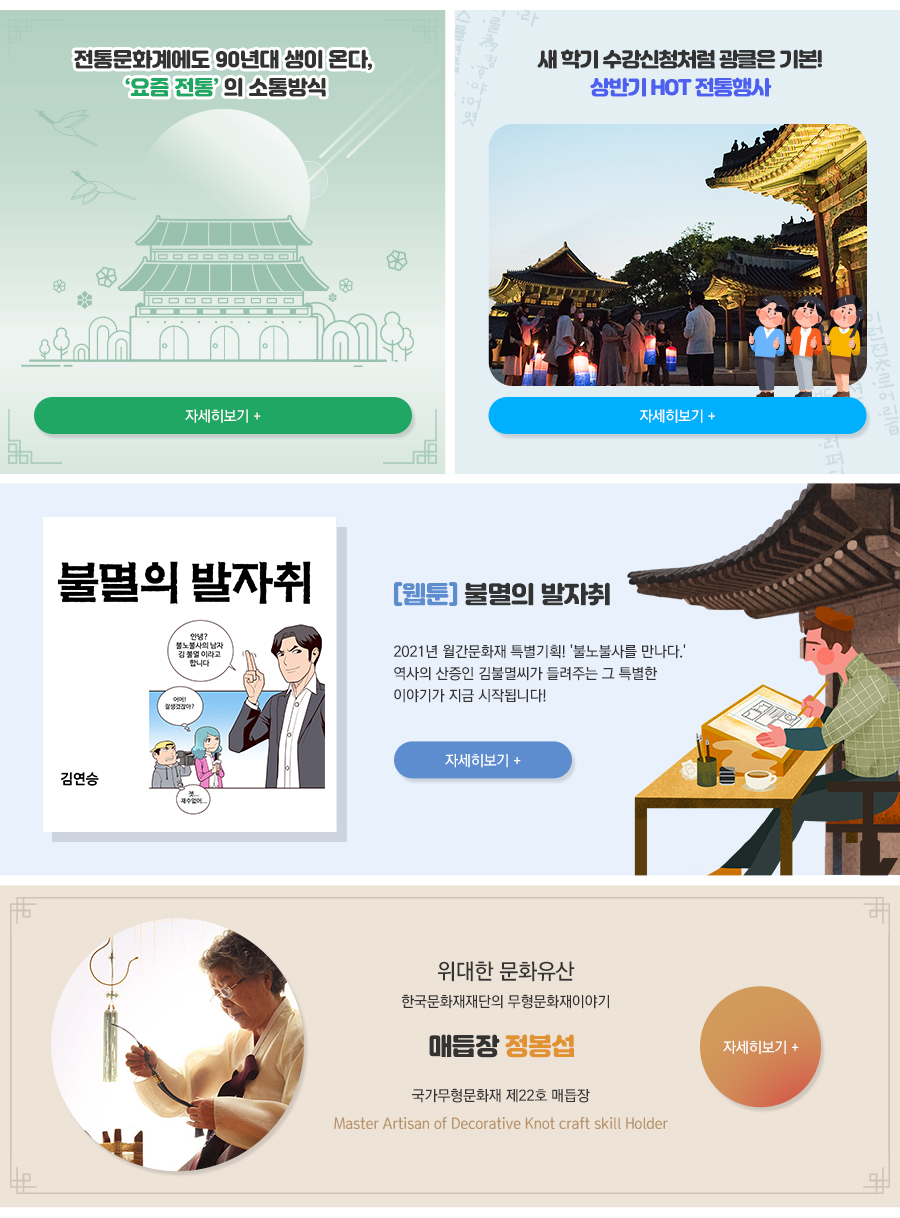 전통문화계에도 90년대 생이 온다,
‘요즘 전통’ 의 소통방식
자세히보기 +
새 학기 수강신청처럼 광클은 기본!
상반기 HOT 전통행사
자세히보기 +
불멸의 발자취
안녕?
불노불사의 남자
김 불멸 이라고
합니다
어머!
잘생겼잖아?
쳇...
재수없어...
김연승
[웹툰] 불멸의 발자취
2021년 월간문화재 특별기획! '불노불사를 만나다.'
역사의 산증인 김불멸씨가 들려주는 그 특별한
이야기가 지금 시작됩니다!
자세히보기 +
위대한 문화유산
한국문화재재단의 무형문화재이야기
매듭장 정봉섭
국가무형문화재 제22호 매듭장
Master Artisan of Decorative Knot craft skill Holder
자세히보기 +